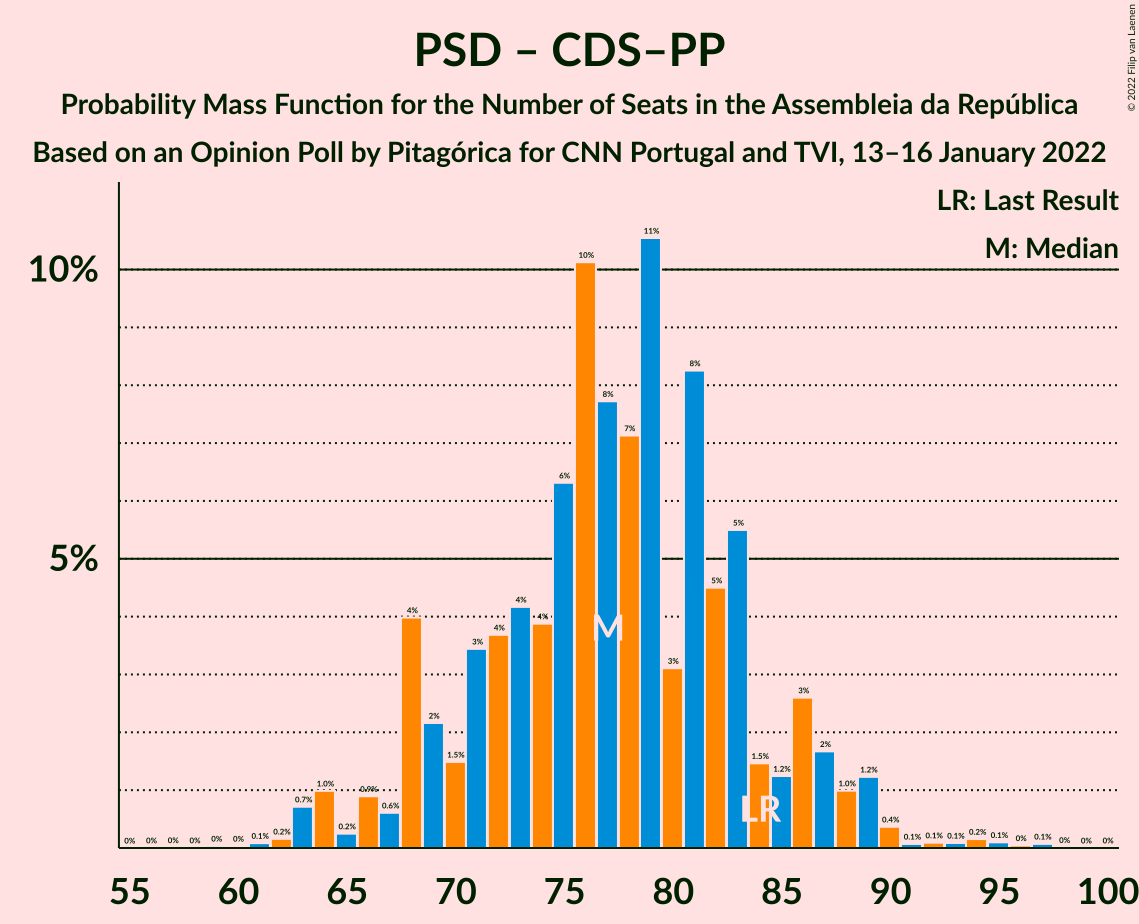 © 2022 Filip van Laenen
PSD – CDS–PP
Probability Mass Function for the Number of Seats in the Assembleia da República
Based on an Opinion Poll by Pitagórica for CNN Portugal and TVI, 13–16 January 2022
LR: Last Result
M: Median
10%
5%
0% 0% 0% 0% 0% 0% 0.1% 0.2% 0.7% 1.0% 0.2% 0.9% 0.6% 4% 2% 1.5% 3% 4% 4% 4% 6% 10% 8% 7% 11% 3% 8% 5% 5% 1.5% 1.2% 3% 2% 1.0% 1.2% 0.4% 0.1% 0.1% 0.1% 0.2% 0.1% 0% 0.1% 0% 0% 0%
M
LR
55 60 65 70 75 80 85 90 95 100